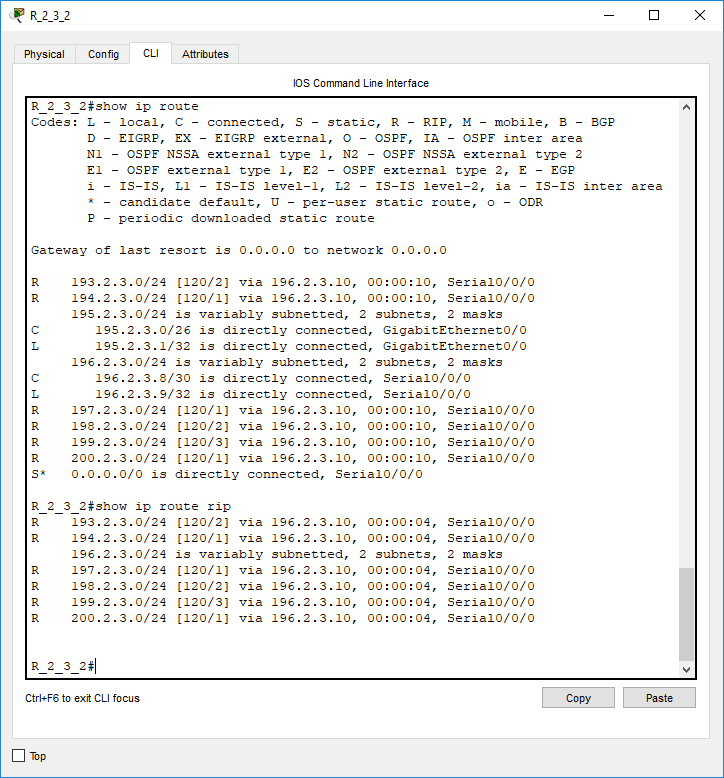 R_2_3_2
Physical Config CLI Attributes
IOS Command Line Interface
R_2_3_2#show ip route
Codes: L - local, C - connected, S - static, R - RIP, M - mobile, B - BGP
       D - EIGRP, EX - EIGRP external, O - OSPF, IA - OSPF inter area
       N1 - OSPF NSSA external type 1, N2 - OSPF NSSA external type 2
       E1 - OSPF external type 1, E2 - OSPF external type 2, E - EGP
       i - IS-IS, L1 - IS-IS level-1, L2 - IS-IS level-2, ia - IS-IS inter area
       * - candidate default, U - per-user static route, o - ODR
       P - periodic downloaded static route

Gateway of last resort is 0.0.0.0 to network 0.0.0.0

R    193.2.3.0/24 [120/2] via 196.2.3.10, 00:00:10, Serial0/0/0
R    194.2.3.0/24 [120/1] via 196.2.3.10, 00:00:10, Serial0/0/0
     195.2.3.0/24 is variably subnetted, 2 subnets, 2 masks
C       195.2.3.0/26 is directly connected, GigabitEthernet0/0
L       195.2.3.1/32 is directly connected, GigabitEthernet0/0
     196.2.3.0/24 is variably subnetted, 2 subnets, 2 masks
C       196.2.3.8/30 is directly connected, Serial0/0/0
L       196.2.3.9/32 is directly connected, Serial0/0/0
R    197.2.3.0/24 [120/1] via 196.2.3.10, 00:00:10, Serial0/0/0
R    198.2.3.0/24 [120/2] via 196.2.3.10, 00:00:10, Serial0/0/0
R    199.2.3.0/24 [120/3] via 196.2.3.10, 00:00:10, Serial0/0/0
R    200.2.3.0/24 [120/1] via 196.2.3.10, 00:00:10, Serial0/0/0
S*   0.0.0.0/0 is directly connected, Serial0/0/0

R_2_3_2#show ip route rip
R    193.2.3.0/24 [120/2] via 196.2.3.10, 00:00:04, Serial0/0/0
R    194.2.3.0/24 [120/1] via 196.2.3.10, 00:00:04, Serial0/0/0
     196.2.3.0/24 is variably subnetted, 2 subnets, 2 masks
R    197.2.3.0/24 [120/1] via 196.2.3.10, 00:00:04, Serial0/0/0
R    198.2.3.0/24 [120/2] via 196.2.3.10, 00:00:04, Serial0/0/0
R    199.2.3.0/24 [120/3] via 196.2.3.10, 00:00:04, Serial0/0/0
R    200.2.3.0/24 [120/1] via 196.2.3.10, 00:00:04, Serial0/0/0

R_2_3_2#
Ctrl+F6 to exit CLI focus
Copy Paste
Top